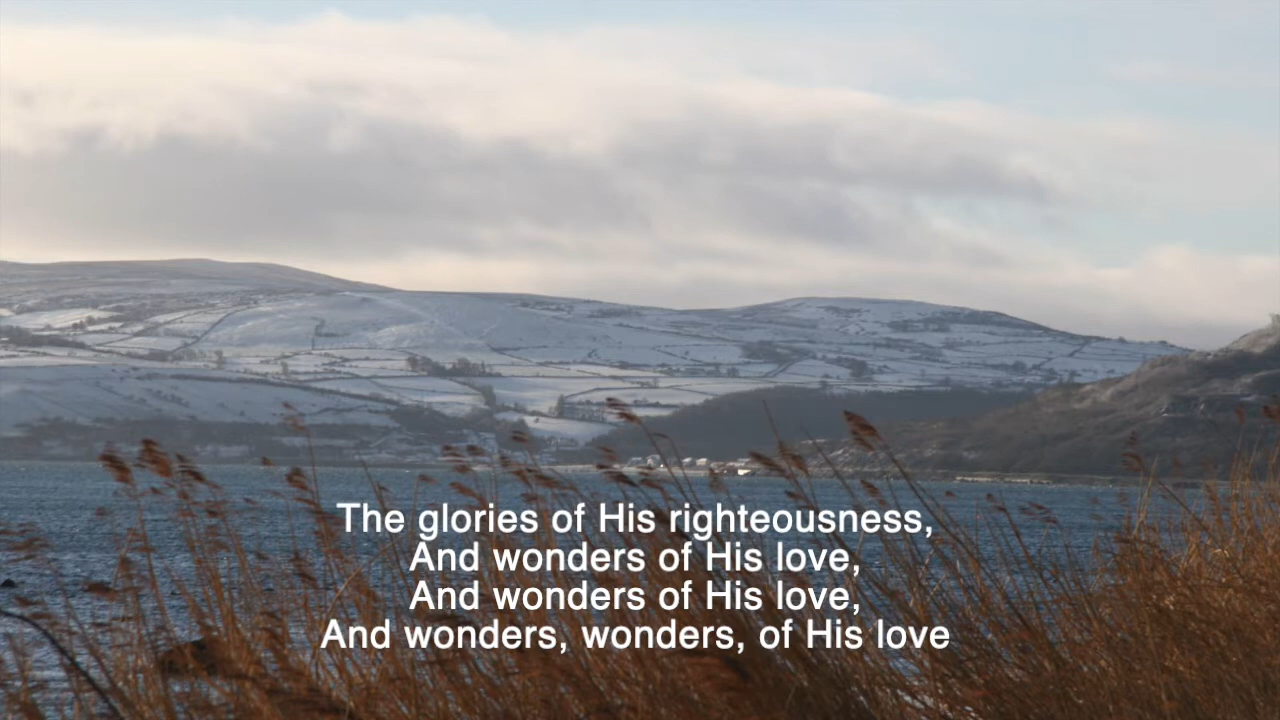 The glories of His righteousness,
And wonders of His love,
And wonders of His love,
And wonders, wonders, of His love